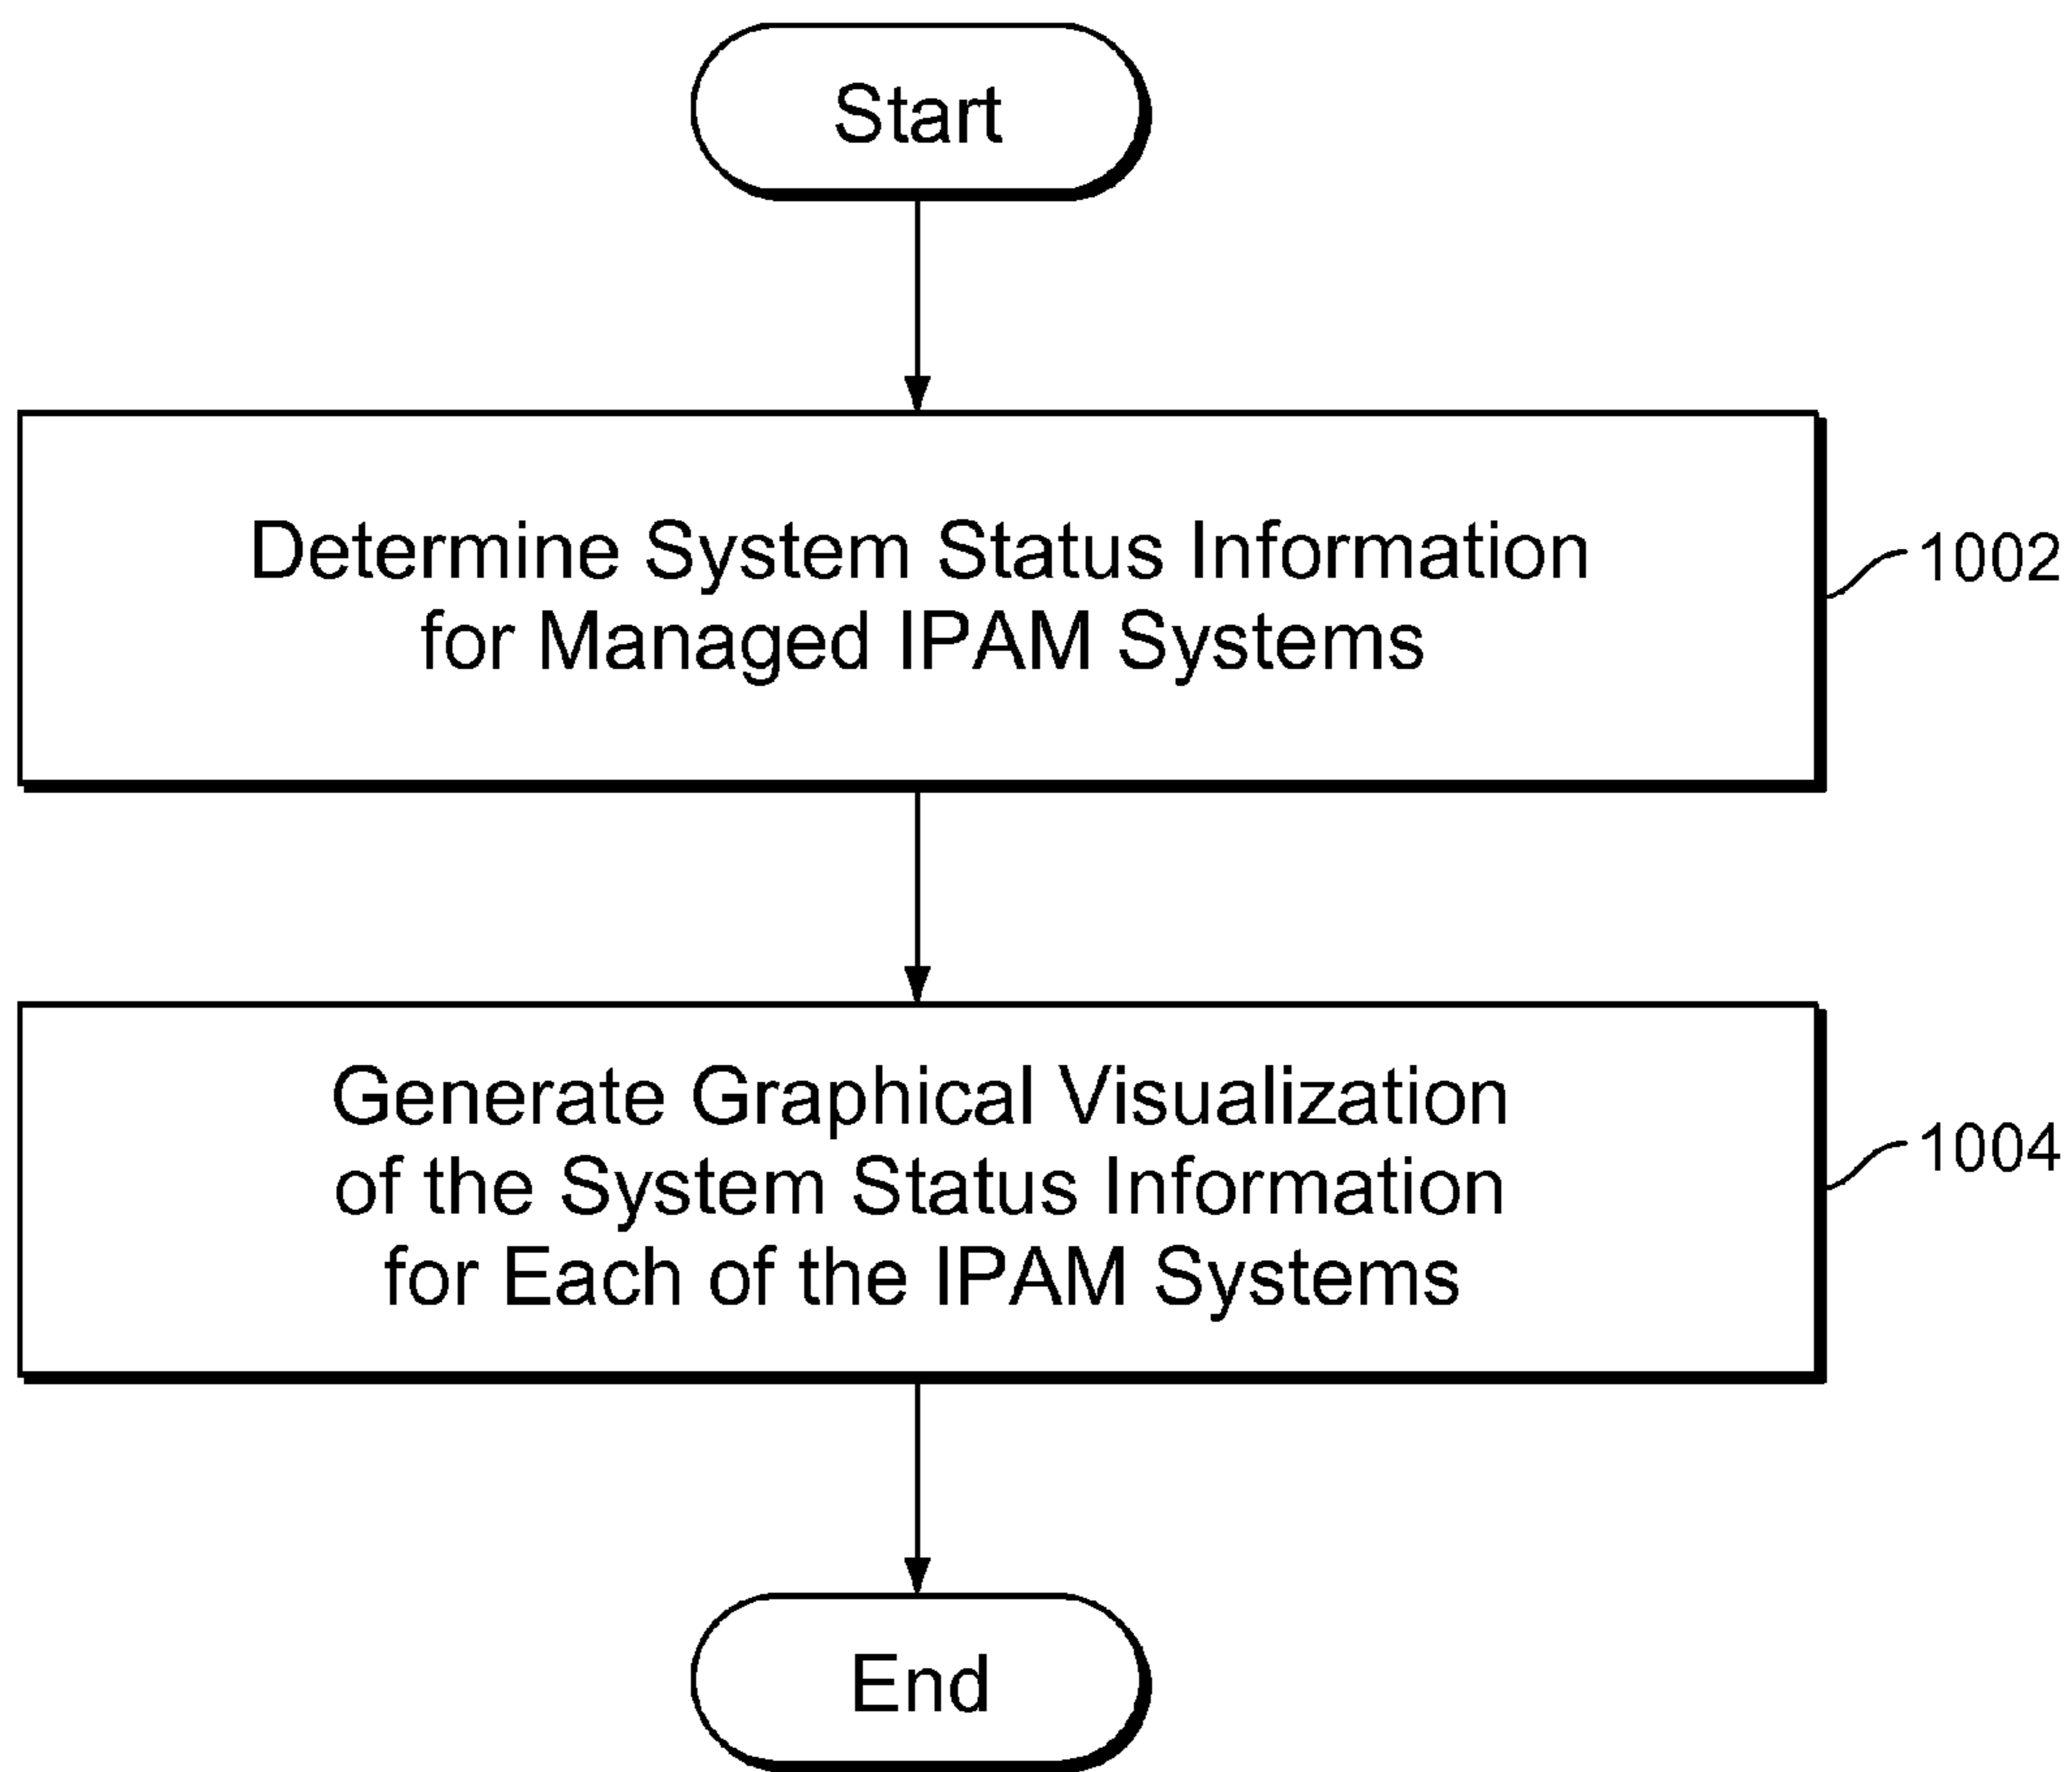 Start
Determine System Status Information
for Managed IPAM Systems
1002
Generate Graphical Visualization
of the System Status Information
for Each of the IPAM Systems
1004
End